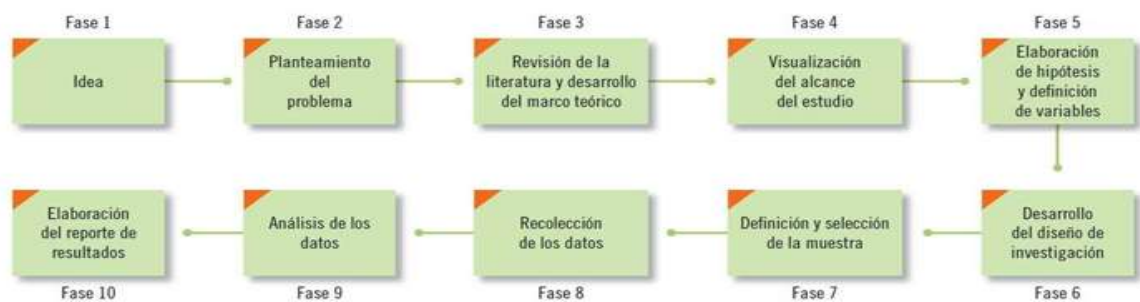 Fase 1
Idea
Fase 2
Planteamiento
del
problema
Fase 3
Revisión de la
literatura y desarrollo
del marco teórico
Fase 4
Visualización
del alcance
del estudio
Fase 5
Elaboración
de hipótesis
y definición
de variables
Desarrollo
del diseño de
investigación
Fase 6
Definición y selección
de la muestra
Fase 7
Recolección
de los datos
Fase 8
Análisis de los
datos
Fase 9
Elaboración
del reporte de
resultados
Fase 10